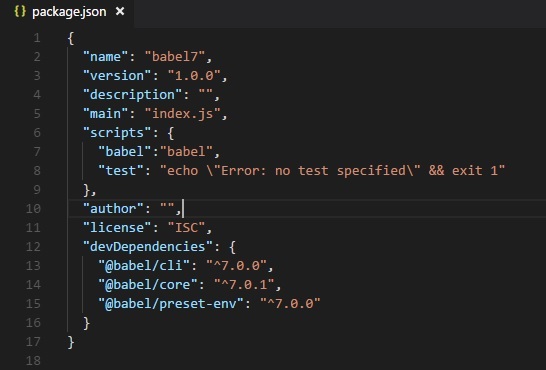 {} package.json ×
1 {
2 "name": "babel7",
3 "version": "1.0.0",
4 "description": "",
5 "main": "index.js",
6 "scripts": {
7 "babel":"babel",
8 "test": "echo \"Error: no test specified\" && exit 1"
9 },
10 "author": "",
11 "license": "ISC",
12 "devDependencies": {
13 "@babel/cli": "^7.0.0",
14 "@babel/core": "^7.0.1",
15 "@babel/preset-env": "^7.0.0"
16 }
17 }
18